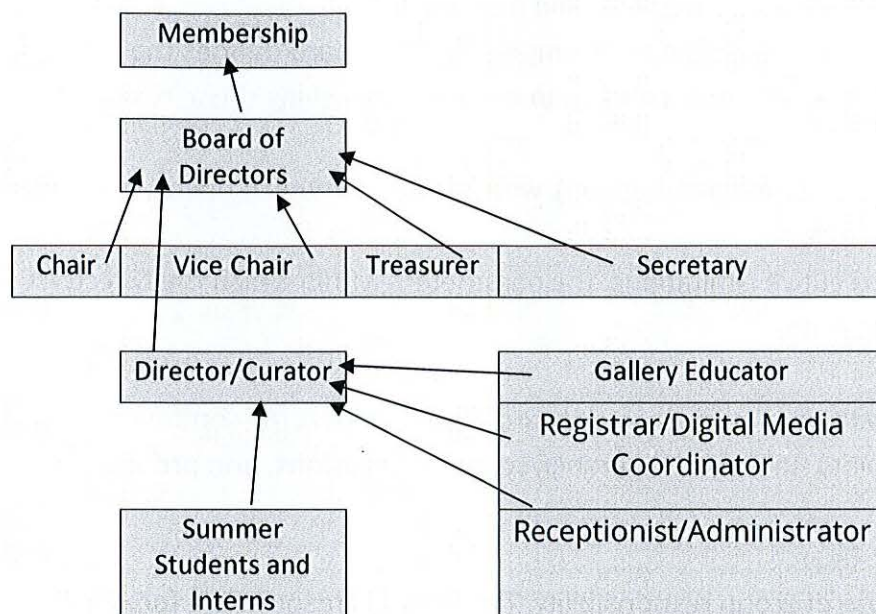 Membership
Board of
Directors
Chair
Vice Chair
Treasurer
Secretary
Director/Curator
Gallery Educator
Registrar/Digital Media
Coordinator
Summer
Students and
Interns
Receptionist/Administrator